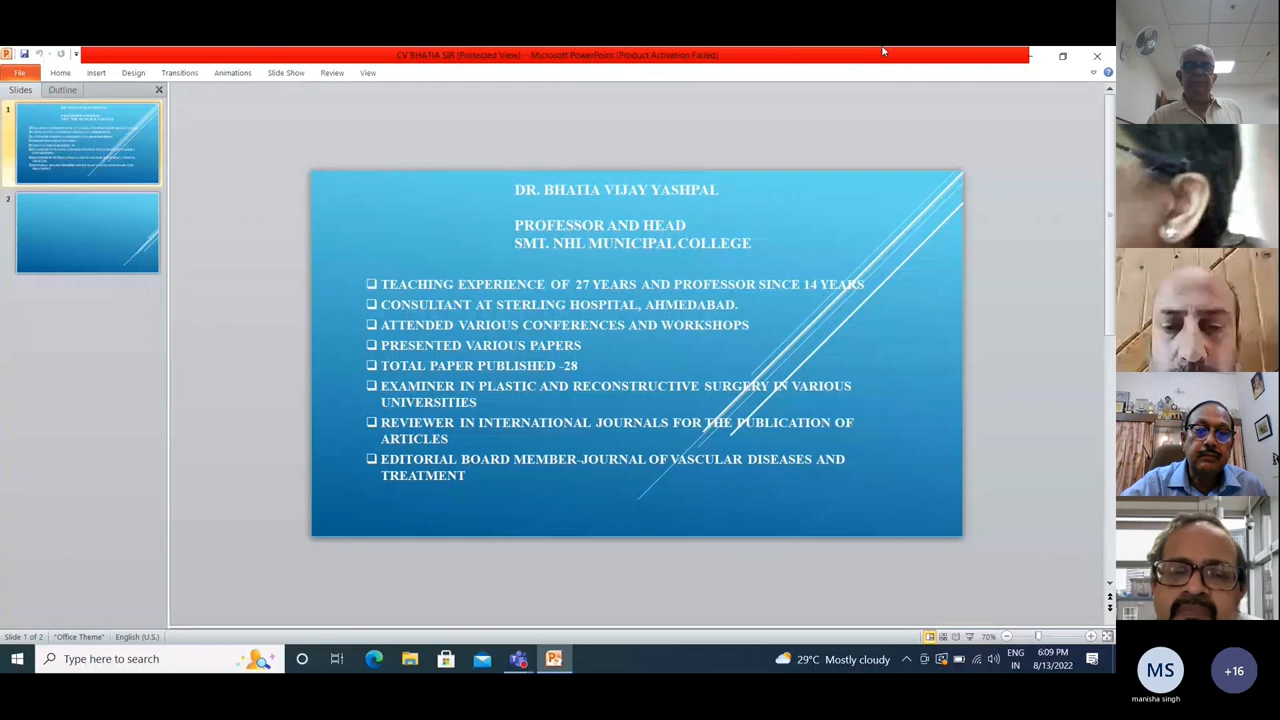 CV BHATIA SIR (Protected View) - Microsoft PowerPoint (Product Activation Failed)
File Home Insert Design Transitions Animations Slide Show Review View
Slides Outline
1
2
DR. BHATIA VIJAY YASHPAL
PROFESSOR AND HEAD
SMT. NHL MUNICIPAL COLLEGE
TEACHING EXPERIENCE OF 27 YEARS AND PROFESSOR SINCE 14 YEARS
CONSULTANT AT STERLING HOSPITAL, AHMEDABAD.
ATTENDED VARIOUS CONFERENCES AND WORKSHOPS
PRESENTED VARIOUS PAPERS
TOTAL PAPER PUBLISHED -28
EXAMINER IN PLASTIC AND RECONSTRUCTIVE SURGERY IN VARIOUS
UNIVERSITIES
REVIEWER IN INTERNATIONAL JOURNALS FOR THE PUBLICATION OF
ARTICLES
EDITORIAL BOARD MEMBER-JOURNAL OF VASCULAR DISEASES AND
TREATMENT
Slide 1 of 2 "Office Theme" English (U.S.) 70%
Type here to search
29°C Mostly cloudy
ENG
IN
6:09 PM
8/13/2022
MS
manisha singh
+16